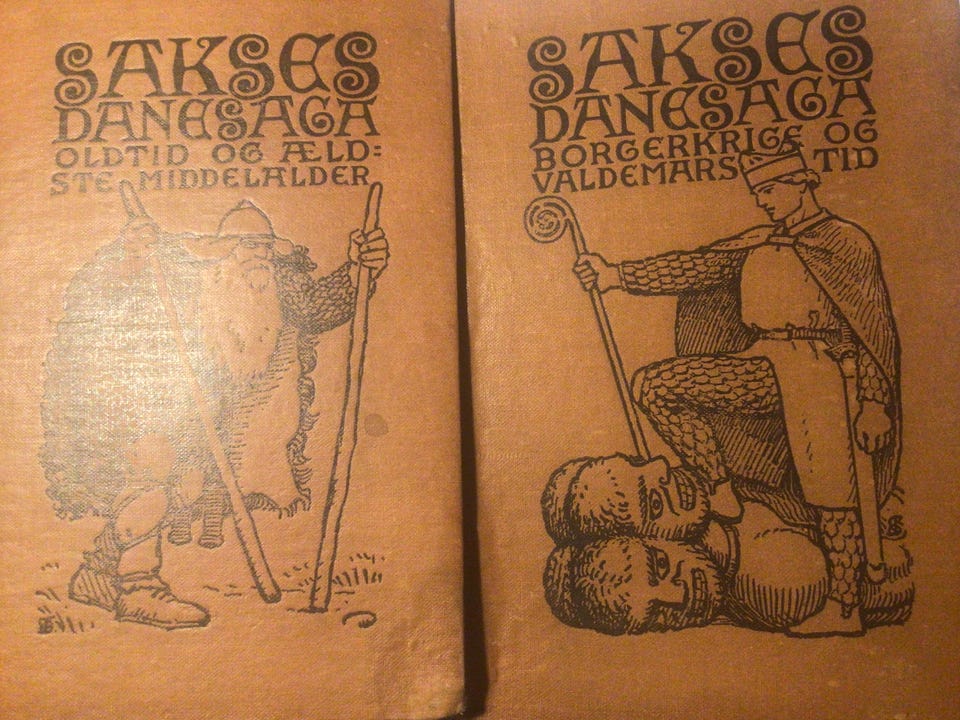 SAKSES
DANESAGA
OLDTID OG ÆLD=
STE MIDDELALDER
SAKSES
DANESAGA
BORGERKRIGE OG
VALDEMARS TID